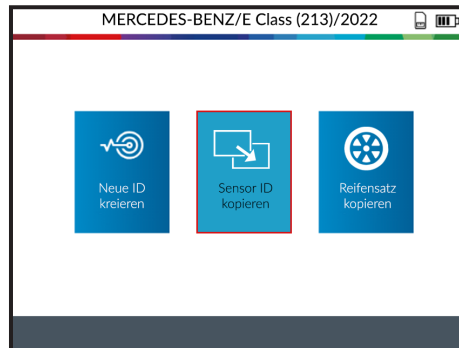 MERCEDES-BENZ/E Class (213)/2022
Neue ID
kreieren
Sensor ID
kopieren
Reifensatz
kopieren